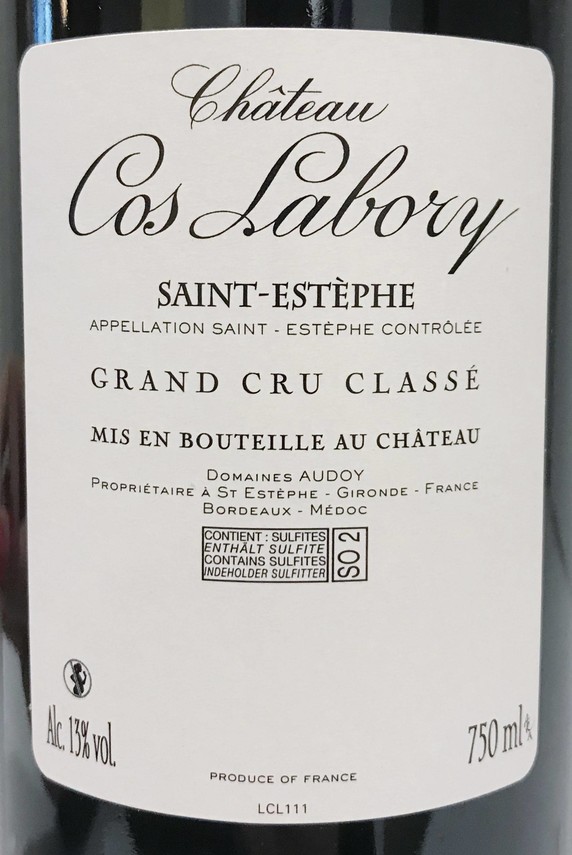 Château
Cos Labory
SAINT-ESTÈPHE
APPELLATION SAINT - ESTÈPHE CONTRÔLÉE
GRAND CRU CLASSÉ
MIS EN BOUTEILLE AU CHÂTEAU
DOMAINES AUDOY
PROPRIÉTAIRE À ST ESTÈPHE - GIRONDE - FRANCE
BORDEAUX - MÉDOC
CONTIENT : SULFITES
ENTHÄLT SULFITE
CONTAINS SULFITES
INDEHOLDER SULFITTER
SO2
Alc. 13% vol.
750 ml
PRODUCE OF FRANCE
LCL111